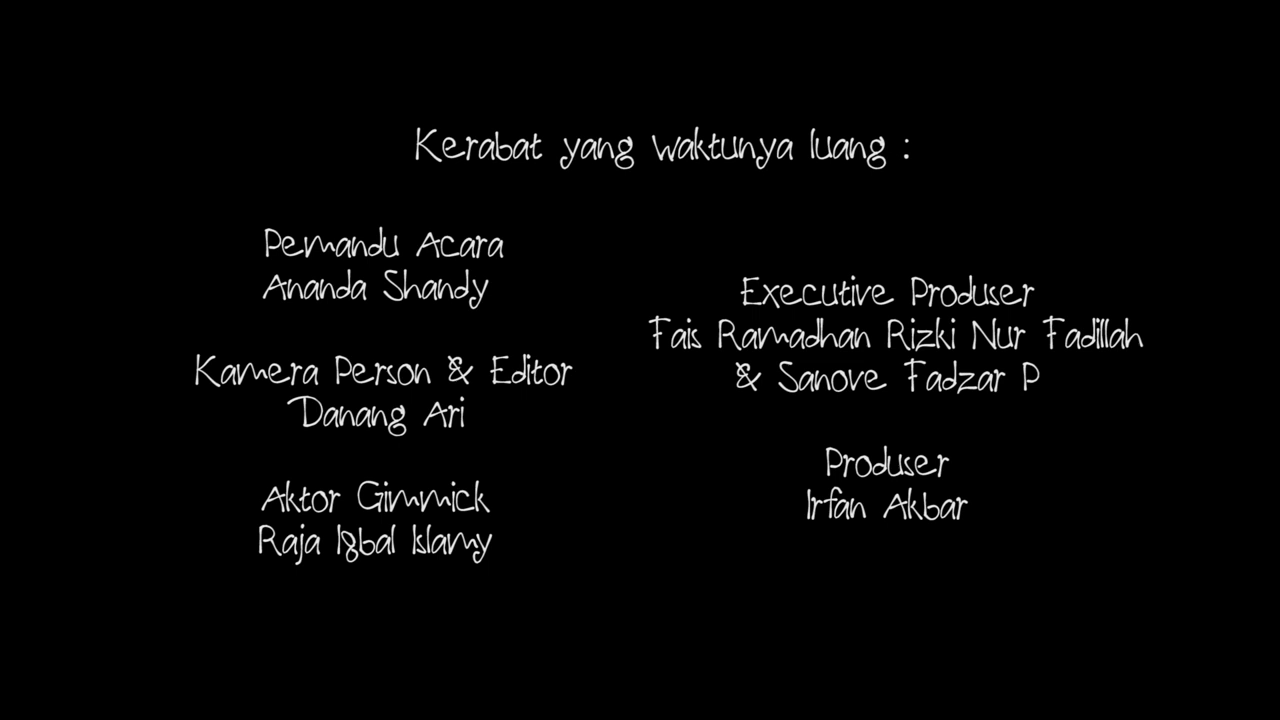 Kerabat yang waktunya luang :
Pemandu Acara
Ananda Shandy
Kamera Person & Editor
Danang Ari
Aktor Gimmick
Raja Iqbal Islamy
Executive Produser
Fais Ramadhan Rizki Nur Fadillah
& Sanove Fadzar P
Produser
Irfan Akbar